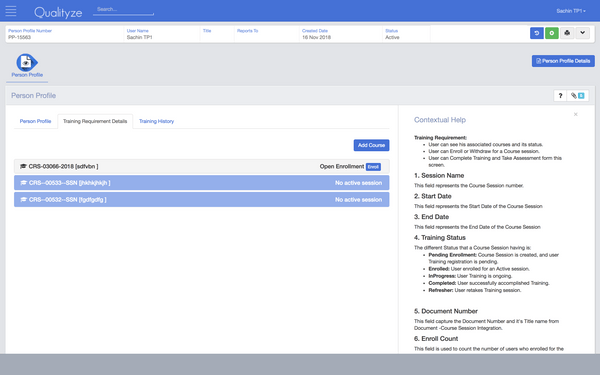 Qualityze
Search...
Sachin TP1
Person Profile Number
User Name
Title
Reports To
Created Date
Status
PP-15563
Sachin TP1
16 Nov 2018
Active
Person Profile
Person Profile Details
Person Profile
?
Person Profile
Training Requirement Details
Training History
Add Course
CRS-03066-2018 [sdfvbn ]
Open Enrollment Enroll
No active session
No active session
Contextual Help
×
Training Requirement:
• User can see his associated courses and its status.
• User can Enroll or Withdraw for a Course session.
• User can Complete Training and Take Assessment form this
screen.
1. Session Name
This field represents the Course Session number.
2. Start Date
This field represents the Start Date of the Course Session
3. End Date
This field represents the End Date of the Course Session
4. Training Status
The different Status that a Course Session having is:
• Pending Enrollment: Course Session is created, and user
Training registration is pending.
• Enrolled: User enrolled for an Active session.
• InProgress: User Training is ongoing.
• Completed: User successfully accomplished Training.
• Refresher: User retakes Training session.
5. Document Number
This field capture the Document Number and it's Title name from
Document -Course Session Integration.
6. Enroll Count
This field is used to count the number of users who enrolled for the